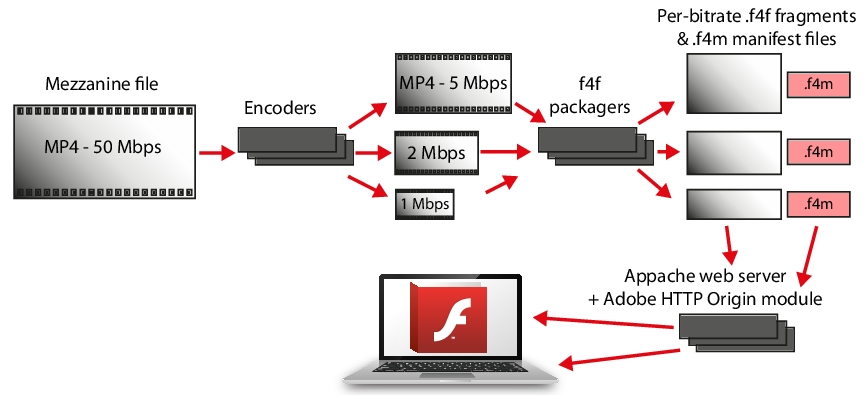 Per-bitrate .f4f fragments
& .f4m manifest files
Mezzanine file
MP4 - 50 Mbps
Encoders
MP4 - 5 Mbps
2 Mbps
1 Mbps
f4f
packagers
.f4m
.f4m
.f4m
Appache web server
+ Adobe HTTP Origin module